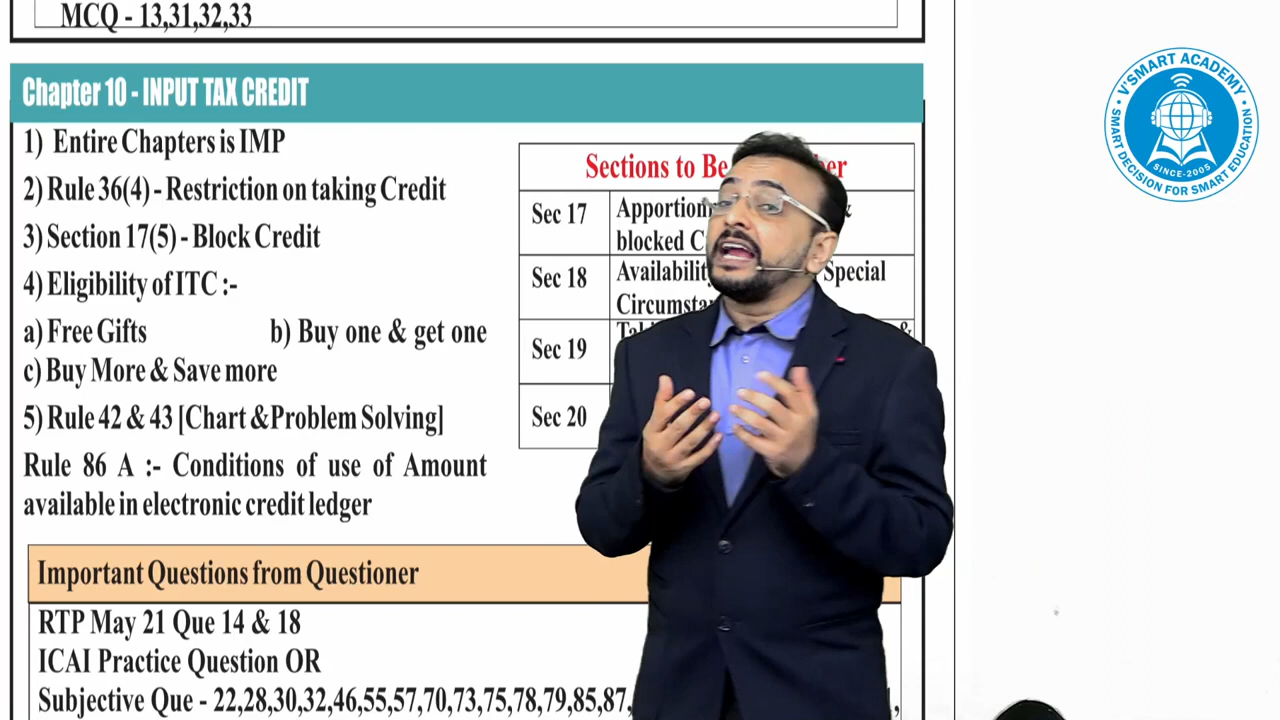 MCQ - 13,31,32,33
Chapter 10 - INPUT TAX CREDIT
1) Entire Chapters is IMP
2) Rule 36(4) - Restriction on taking Credit
3) Section 17(5) - Block Credit
4) Eligibility of ITC :-
a) Free Gifts b) Buy one & get one
c) Buy More & Save more
5) Rule 42 & 43 [Chart & Problem Solving]
Rule 86 A :- Conditions of use of Amount
available in electronic credit ledger
Sections to Be
Sec 17
blocked
Sec 18 Special
Sec 19 &
Sec 20
Important Questions from Questioner
RTP May 21 Que 14 & 18
ICAI Practice Question OR
Subjective Que - 22,28,30,32,46,55,57,70,73,75,78,79,85,87,
V'SMART ACADEMY
SINCE-2005
SMART DECISION FOR SMART EDUCATION